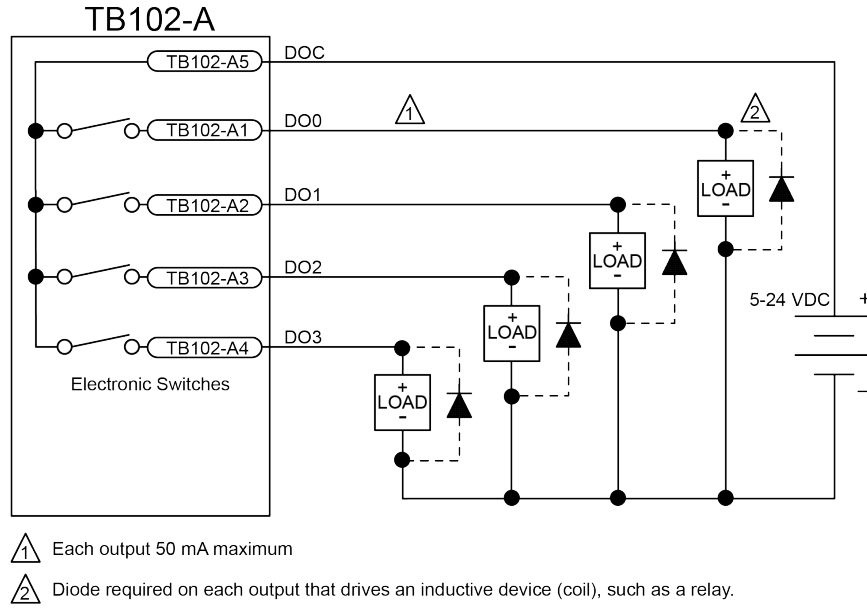 TB102-A
TB102-A5 DOC
1
2
TB102-A1 DO0
+
LOAD
-
TB102-A2 DO1
+
LOAD
-
TB102-A3 DO2
5-24 VDC +
+
LOAD
-
TB102-A4 DO3
Electronic Switches
+
LOAD
-
–
1 Each output 50 mA maximum
2 Diode required on each output that drives an inductive device (coil), such as a relay.